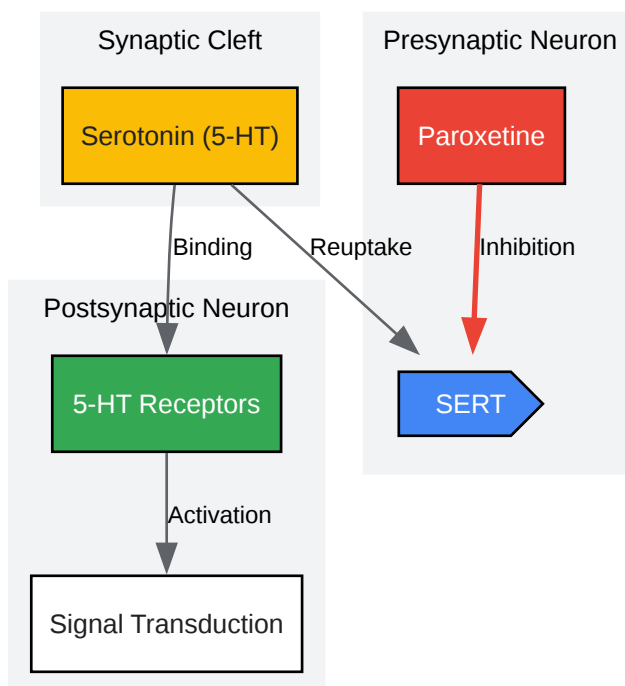 Synaptic Cleft
Presynaptic Neuron
Serotonin (5-HT)
Paroxetine
Binding
Reuptake
Inhibition
Postsynaptic Neuron
5-HT Receptors
SERT
Activation
Signal Transduction